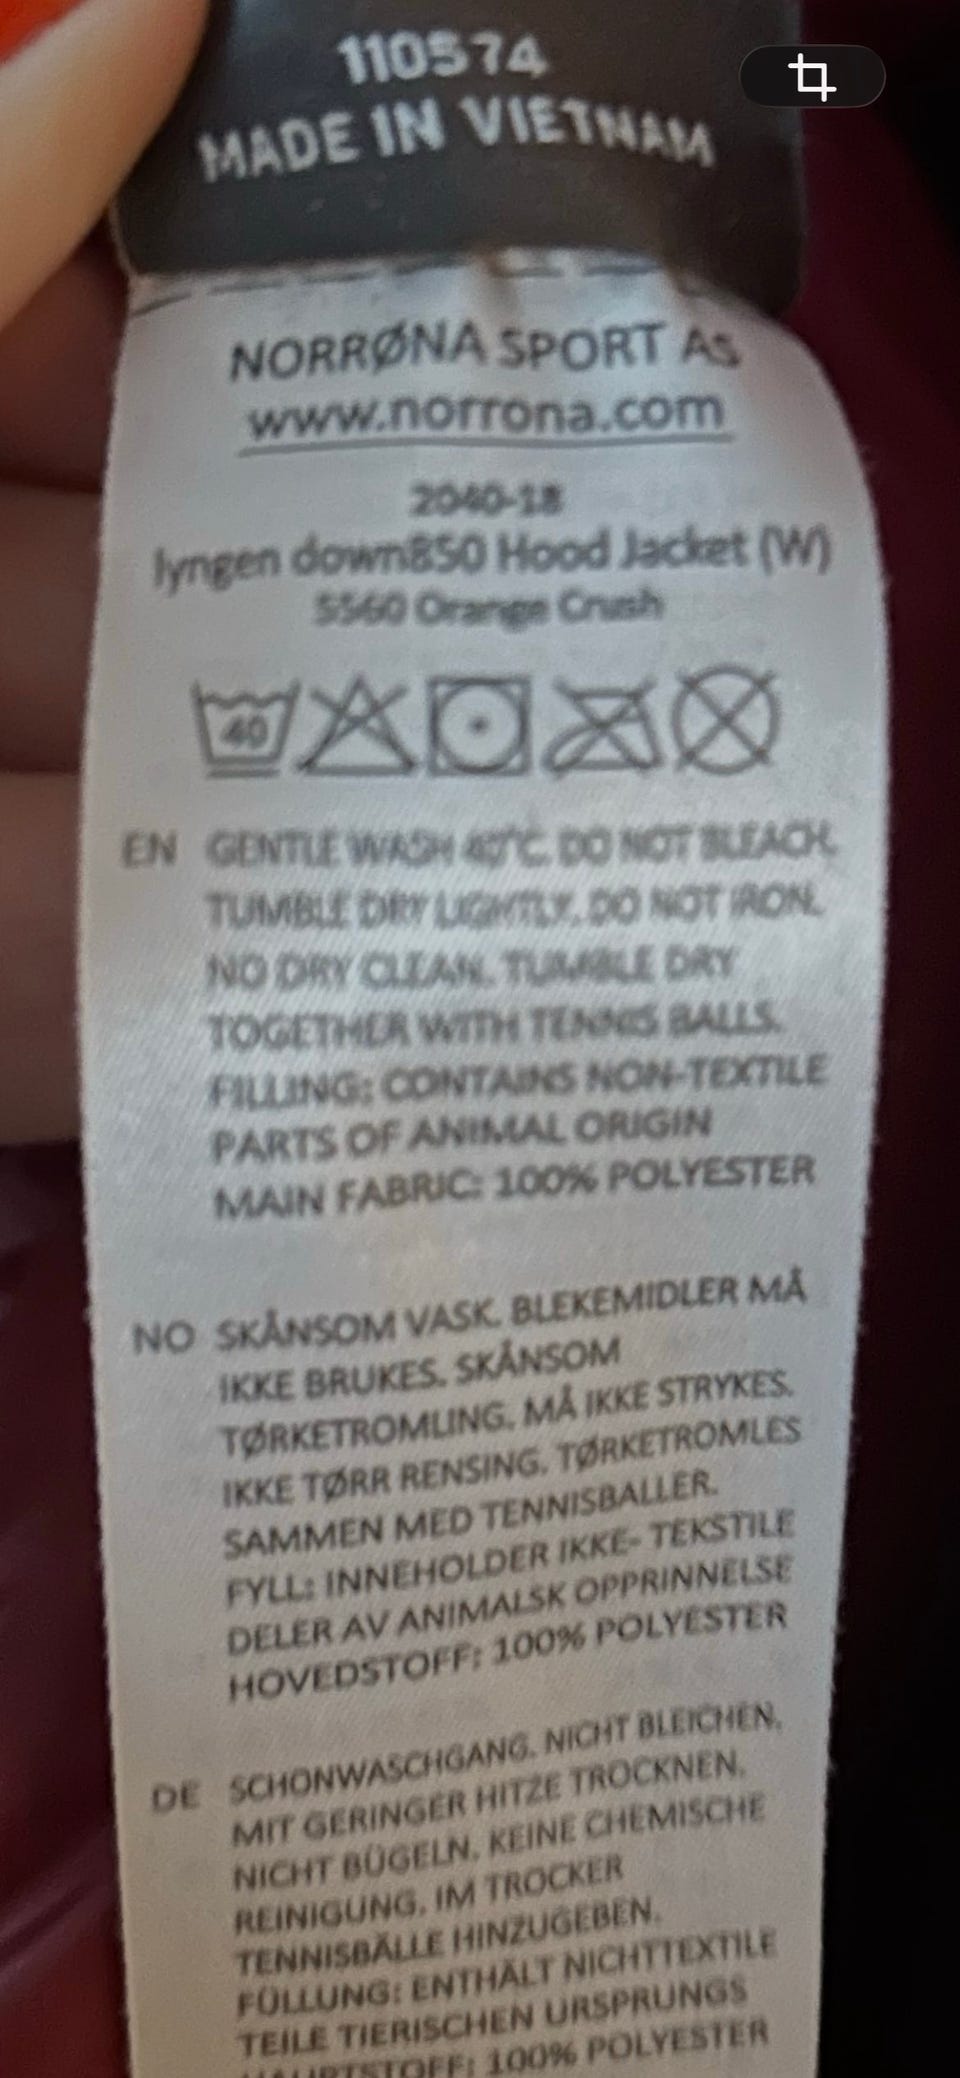 110574
MADE IN VIETNAM
NORRØNA SPORT AS
www.norrona.com
2040-18
lyngen down850 Hood Jacket (W)
5560 Orange Crush
40
EN GENTLE WASH 40°C. DO NOT BLEACH.
TUMBLE DRY LIGHTLY. DO NOT IRON.
NO DRY CLEAN. TUMBLE DRY
TOGETHER WITH TENNIS BALLS.
FILLING: CONTAINS NON-TEXTILE
PARTS OF ANIMAL ORIGIN
MAIN FABRIC: 100% POLYESTER
NO SKÅNSOM VASK. BLEKEMIDLER MÅ
IKKE BRUKES. SKÅNSOM
TØRKETROMLING. MÅ IKKE STRYKES.
IKKE TØRR RENSING. TØRKETROMLES
SAMMEN MED TENNISBALLER.
FYLL: INNEHOLDER IKKE- TEKSTILE
DELER AV ANIMALSK OPPRINNELSE
HOVEDSTOFF: 100% POLYESTER
DE SCHONWASCHGANG. NICHT BLEICHEN.
MIT GERINGER HITZE TROCKNEN.
NICHT BÜGELN. KEINE CHEMISCHE
REINIGUNG. IM TROCKER
TENNISBÄLLE HINZUGEBEN.
FÜLLUNG: ENTHÄLT NICHTTEXTILE
TEILE TIERISCHEN URSPRUNGS
HAUPTSTOFF: 100% POLYESTER